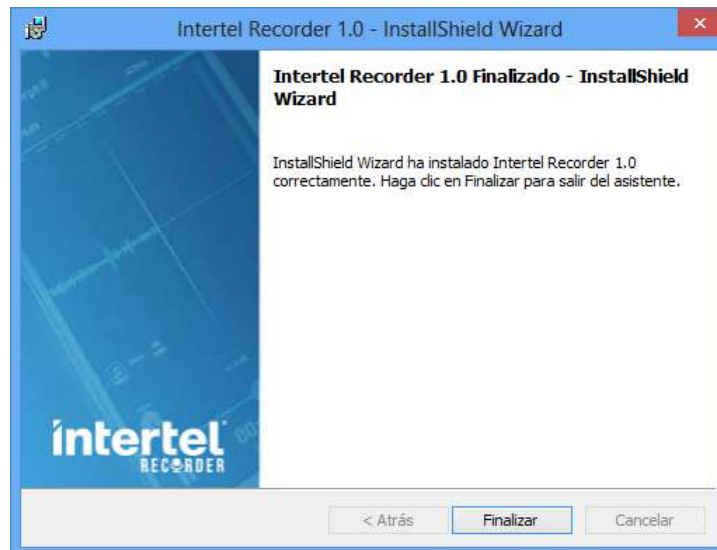 Intertel Recorder 1.0 - InstallShield Wizard
Intertel Recorder 1.0 Finalizado - InstallShield
Wizard
InstallShield Wizard ha instalado Intertel Recorder 1.0
correctamente. Haga clic en Finalizar para salir del asistente.
íntertel
RECORDER
< Atrás
Finalizar
Cancelar